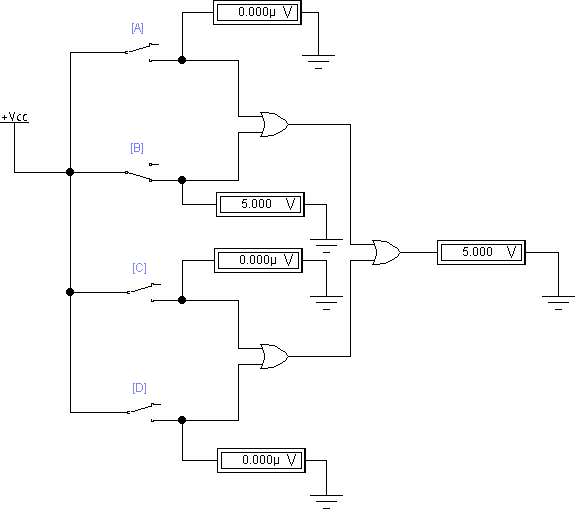 0.000µ V
[A]
+Vcc
[B]
5.000 V
[C]
0.000µ V
5.000 V
[D]
0.000µ V